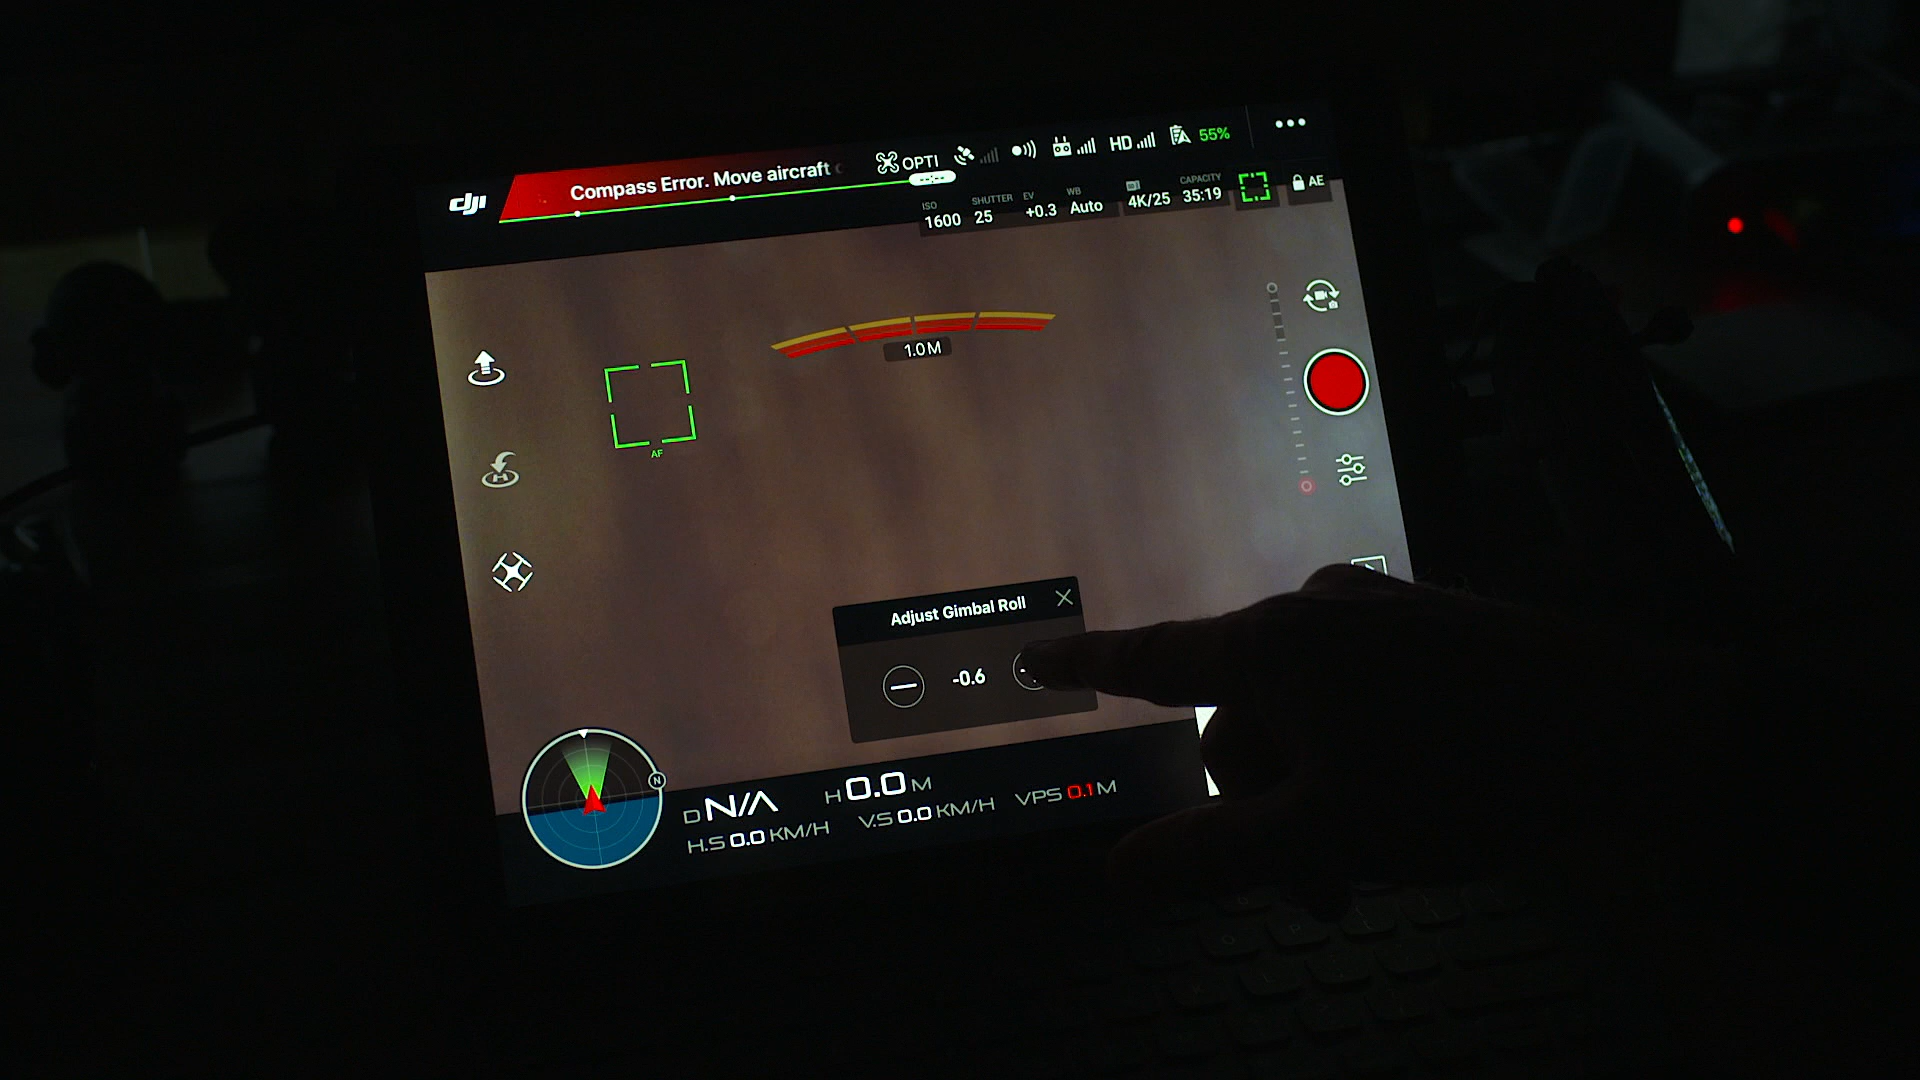 dji
Compass Error. Move aircraft
OPTI
HD
55%
ISO
1600
SHUTTER
25
EV
+0.3
WB
Auto
4K/25
CAPACITY
35:19
AE
1.0 M
AF
H
Adjust Gimbal Roll
-0.6
N
D N/A
H 0.0 M
H.S 0.0 KM/H
V.S 0.0 KM/H
VPS 0.1 M